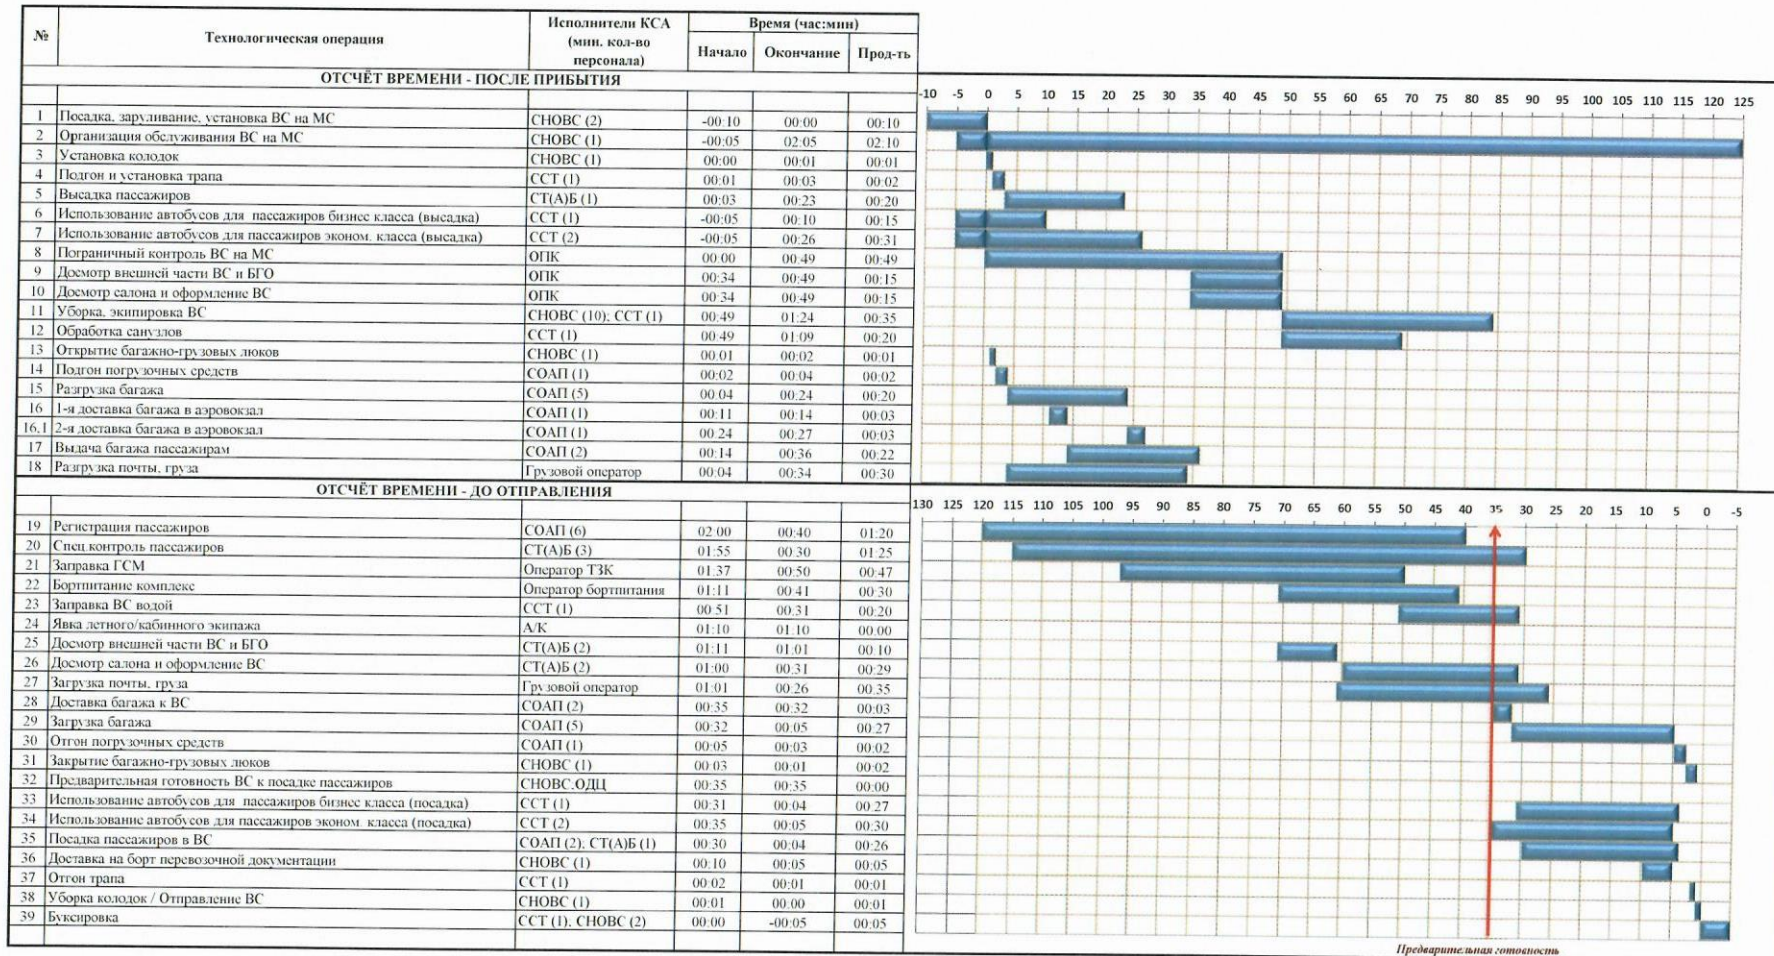 № Технологическая операция Исполнители КСА (мин. кол-во персонала) Время (час:мин)
Начало Окончание Прод-ть
ОТСЧЁТ ВРЕМЕНИ - ПОСЛЕ ПРИБЫТИЯ
-10 -5 0 5 10 15 20 25 30 35 40 45 50 55 60 65 70 75 80 85 90 95 100 105 110 115 120 125
1 Посадка, заруливание, установка ВС на МС СНОВС (2) -00:10 00:00 00:10
2 Организация обслуживания ВС на МС СНОВС (1) -00:05 02:05 02:10
3 Установка колодок СНОВС (1) 00:00 00:01 00:01
4 Подгон и установка трапа ССТ (1) 00:01 00:03 00:02
5 Высадка пассажиров СТ(А)Б (1) 00:03 00:23 00:20
6 Использование автобусов для пассажиров бизнес класса (высадка) ССТ (1) -00:05 00:10 00:15
7 Использование автобусов для пассажиров эконом. класса (высадка) ССТ (2) -00:05 00:26 00:31
8 Пограничный контроль ВС на МС ОПК 00:00 00:49 00:49
9 Досмотр внешней части ВС и БГО ОПК 00:34 00:49 00:15
10 Досмотр салона и оформление ВС ОПК 00:34 00:49 00:15
11 Уборка, экипировка ВС СНОВС (10); ССТ (1) 00:49 01:24 00:35
12 Обработка санузлов ССТ (1) 00:49 01:09 00:20
13 Открытие багажно-грузовых люков СНОВС (1) 00:01 00:02 00:01
14 Подгон погрузочных средств СОАП (1) 00:02 00:04 00:02
15 Разгрузка багажа СОАП (5) 00:04 00:24 00:20
16 1-я доставка багажа в аэровокзал СОАП (1) 00:11 00:14 00:03
16.1 2-я доставка багажа в аэровокзал СОАП (1) 00:24 00:27 00:03
17 Выдача багажа пассажирам СОАП (2) 00:14 00:36 00:22
18 Разгрузка почты, груза Грузовой оператор 00:04 00:34 00:30
ОТСЧЁТ ВРЕМЕНИ - ДО ОТПРАВЛЕНИЯ
130 125 120 115 110 105 100 95 90 85 80 75 70 65 60 55 50 45 40 35 30 25 20 15 10 5 0 -5
19 Регистрация пассажиров СОАП (6) 02:00 00:40 01:20
20 Спец.контроль пассажиров СТ(А)Б (3) 01:55 00:30 01:25
21 Заправка ГСМ Оператор ТЗК 01:37 00:50 00:47
22 Бортпитание комплекс Оператор бортпитания 01:11 00:41 00:30
23 Заправка ВС водой ССТ (1) 00:51 00:31 00:20
24 Явка летного/кабинного экипажа А/К 01:10 01:10 00:00
25 Досмотр внешней части ВС и БГО СТ(А)Б (2) 01:11 01:01 00:10
26 Досмотр салона и оформление ВС СТ(А)Б (2) 01:00 00:31 00:29
27 Загрузка почты, груза Грузовой оператор 01:01 00:26 00:35
28 Доставка багажа к ВС СОАП (2) 00:35 00:32 00:03
29 Загрузка багажа СОАП (5) 00:32 00:05 00:27
30 Отгон погрузочных средств СОАП (1) 00:05 00:03 00:02
31 Закрытие багажно-грузовых люков СНОВС (1) 00:03 00:01 00:02
32 Предварительная готовность ВС к посадке пассажиров СНОВС.ОДЦ 00:35 00:35 00:00
33 Использование автобусов для пассажиров бизнес класса (посадка) ССТ (1) 00:31 00:04 00:27
34 Использование автобусов для пассажиров эконом. класса (посадка) ССТ (2) 00:35 00:05 00:30
35 Посадка пассажиров в ВС СОАП (2); СТ(А)Б (1) 00:30 00:04 00:26
36 Доставка на борт перевозочной документации СНОВС (1) 00:10 00:05 00:05
37 Отгон трапа ССТ (1) 00:02 00:01 00:01
38 Уборка колодок / Отправление ВС СНОВС (1) 00:01 00:00 00:01
39 Буксировка ССТ (1), СНОВС (2) 00:00 -00:05 00:05
Предварительная готовность